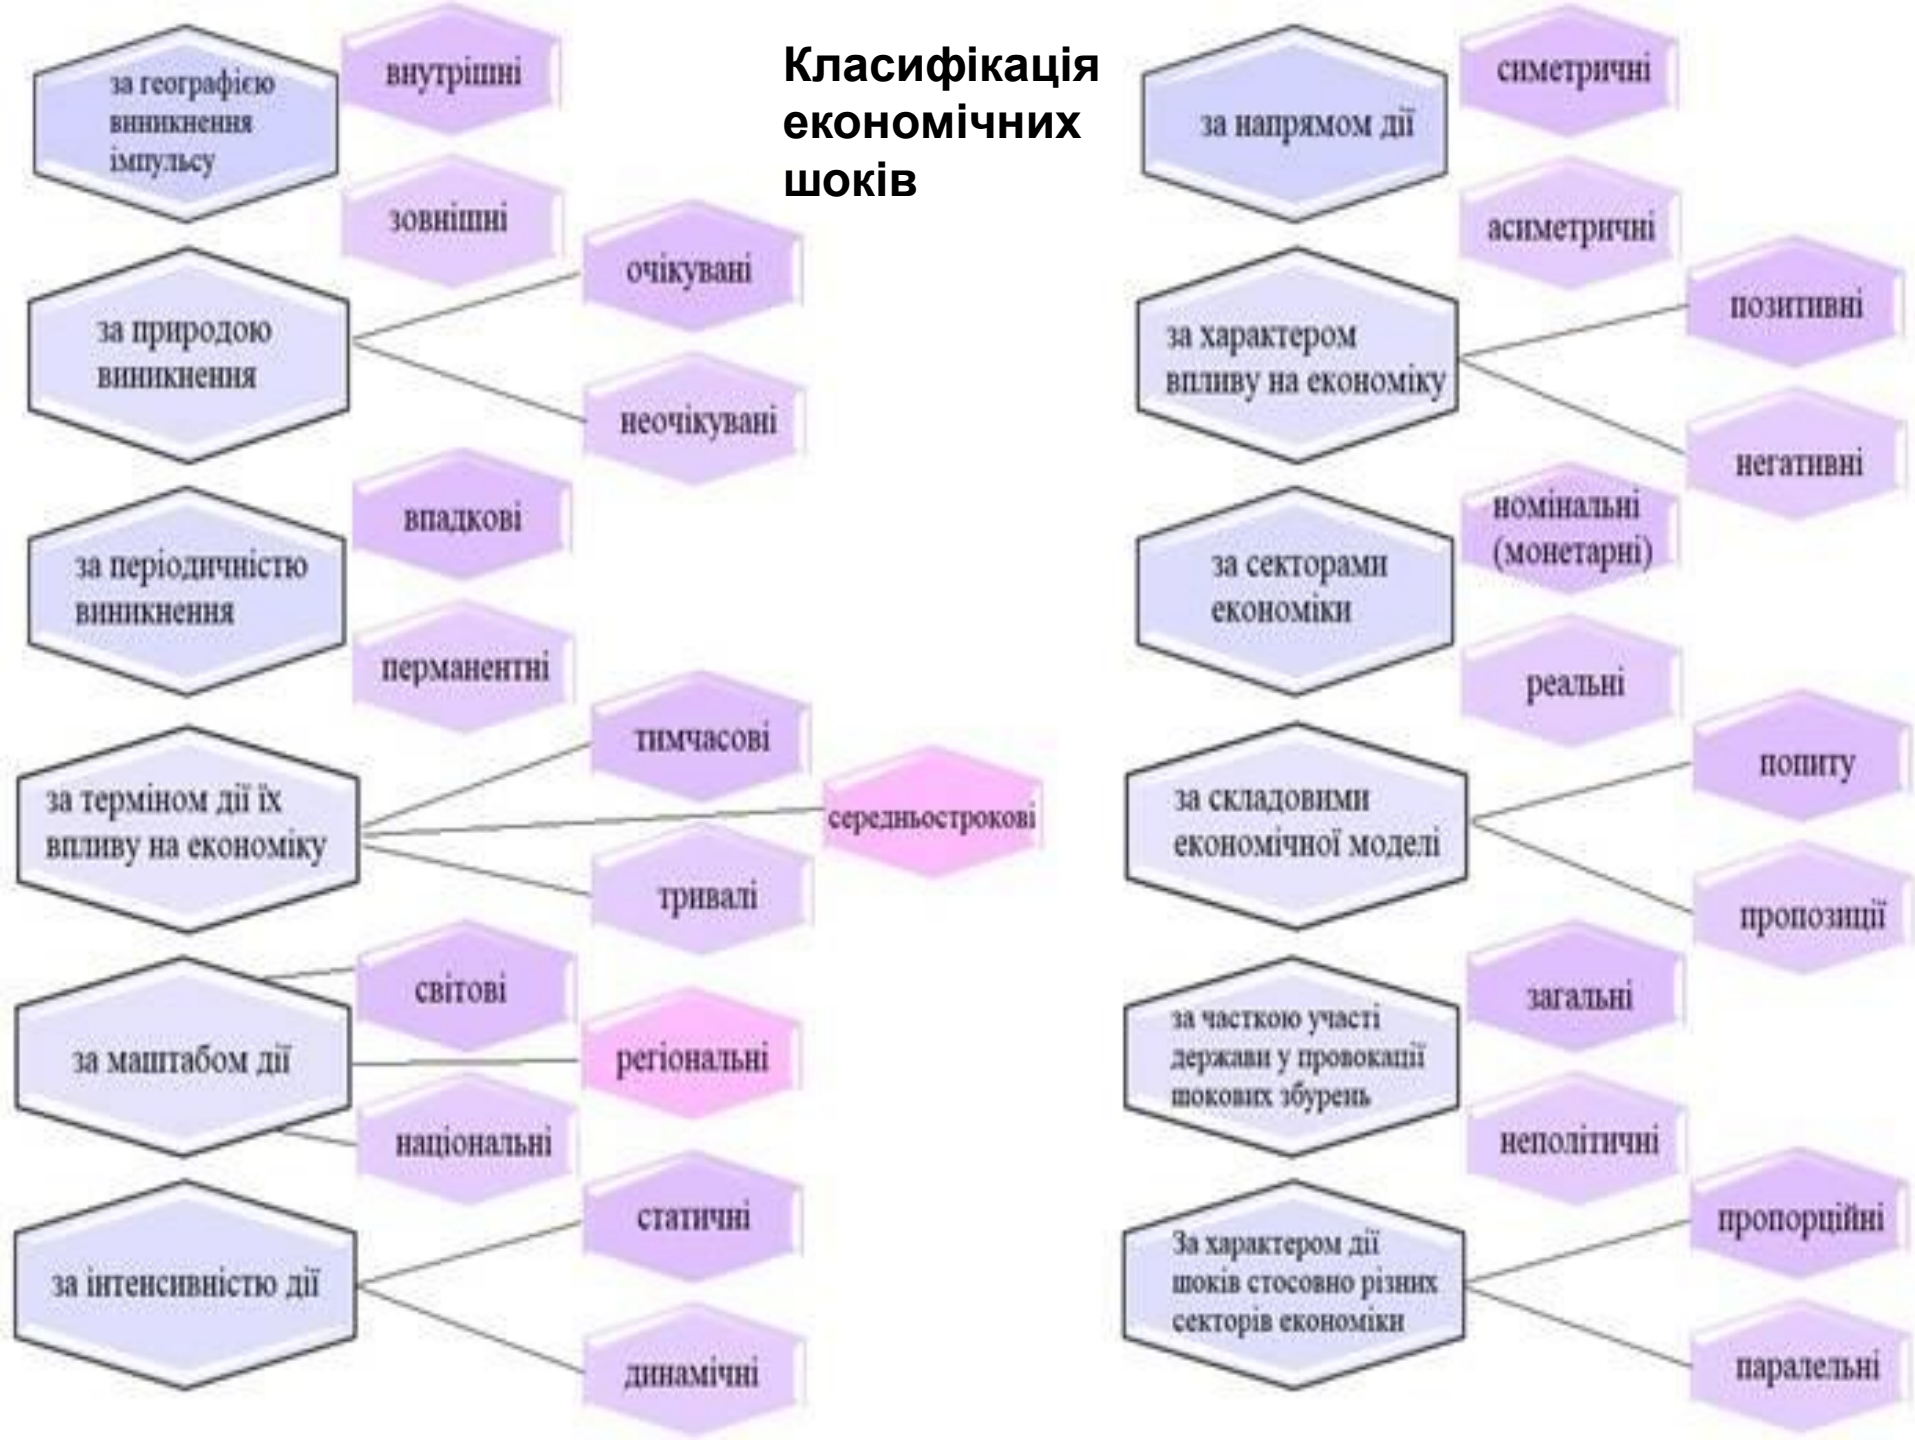 Класифікація
економічних
шоків
за географією
виникнення
імпульсу
внутрішні
зовнішні
за природою
виникнення
очікувані
неочікувані
за періодичністю
виникнення
впадкові
перманентні
за терміном дії їх
впливу на економіку
тимчасові
середньострокові
тривалі
за маштабом дії
світові
регіональні
національні
за інтенсивністю дії
статичні
динамічні
за напрямом дії
симетричні
асиметричні
за характером
впливу на економіку
позитивні
негативні
за секторами
економіки
номінальні
(монетарні)
реальні
за складовими
економічної моделі
попиту
пропозиції
за часткою участі
держави у провокації
шокових збурень
загальні
неполітичні
За характером дії
шоків стосовно різних
секторів економіки
пропорційні
паралельні